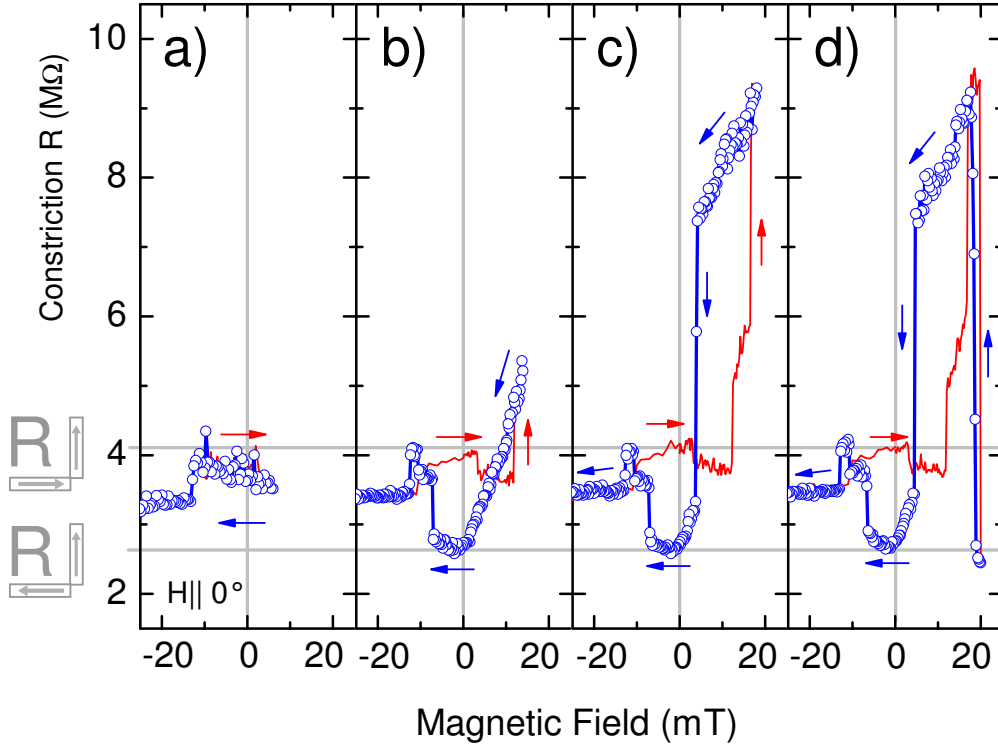 Constriction R (MΩ)
10
8
6
4
2
a)
b)
c)
d)
R
R
H|| 0°
-20 0 20
-20 0 20
-20 0 20
-20 0 20
Magnetic Field (mT)